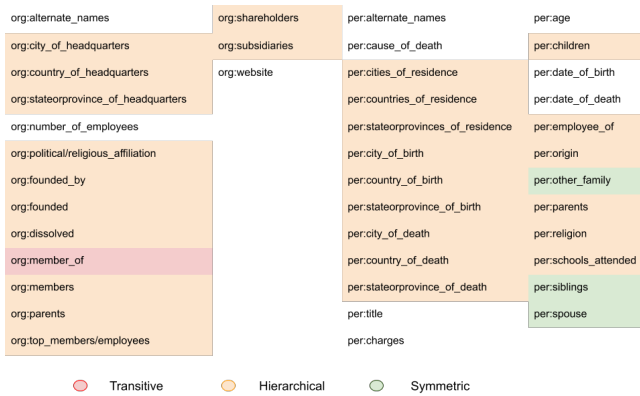 org:alternate_names
org:city_of_headquarters
org:country_of_headquarters
org:stateorprovince_of_headquarters
org:number_of_employees
org:political/religious_affiliation
org:founded_by
org:founded
org:dissolved
org:member_of
org:members
org:parents
org:top_members/employees
org:shareholders
org:subsidiaries
org:website
per:alternate_names
per:cause_of_death
per:cities_of_residence
per:countries_of_residence
per:stateorprovinces_of_residence
per:city_of_birth
per:country_of_birth
per:stateorprovince_of_birth
per:city_of_death
per:country_of_death
per:stateorprovince_of_death
per:title
per:charges
per:age
per:children
per:date_of_birth
per:date_of_death
per:employee_of
per:origin
per:other_family
per:parents
per:religion
per:schools_attended
per:siblings
per:spouse
Transitive Hierarchical Symmetric